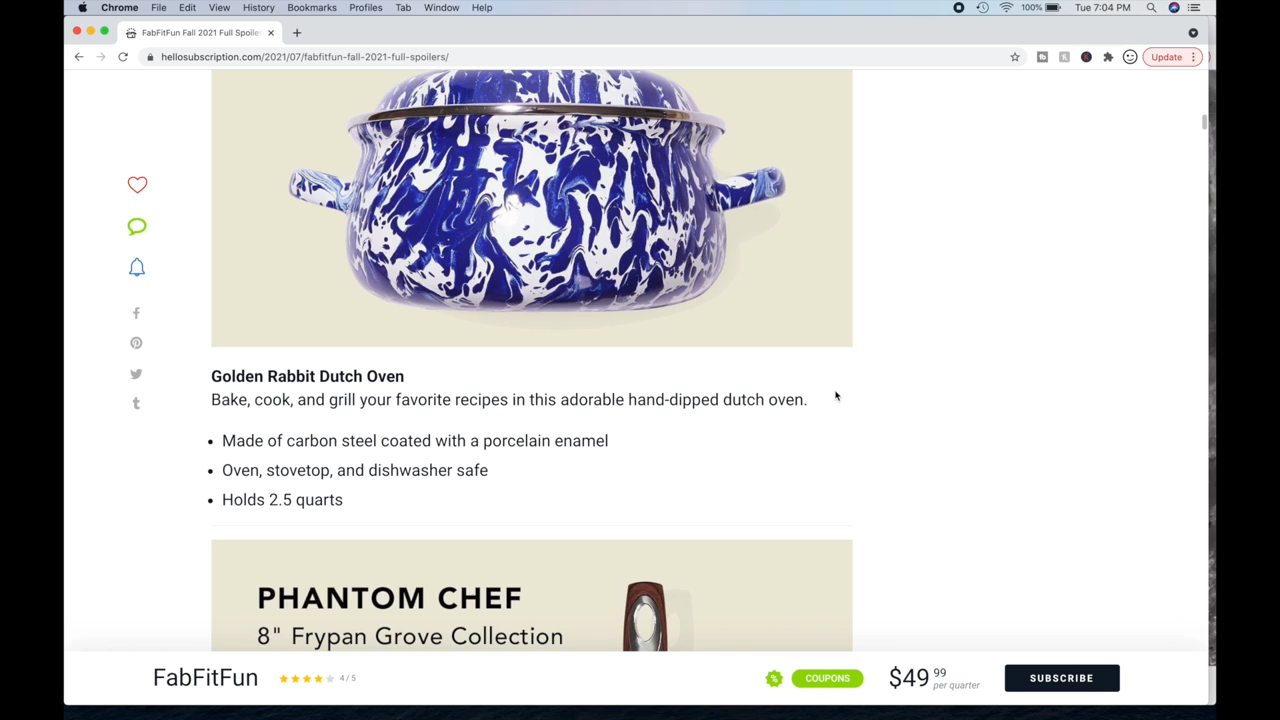 Chrome File Edit View History Bookmarks Profiles Tab Window Help 100% Tue 7:04 PM
FabFitFun Fall 2021 Full Spoiler
hellosubscription.com/2021/07/fabfitfun-fall-2021-full-spoilers/ Update
Golden Rabbit Dutch Oven
Bake, cook, and grill your favorite recipes in this adorable hand-dipped dutch oven.
• Made of carbon steel coated with a porcelain enamel
• Oven, stovetop, and dishwasher safe
• Holds 2.5 quarts
PHANTOM CHEF
8" Frypan Grove Collection
FabFitFun 4 / 5 COUPONS $49 99 per quarter SUBSCRIBE